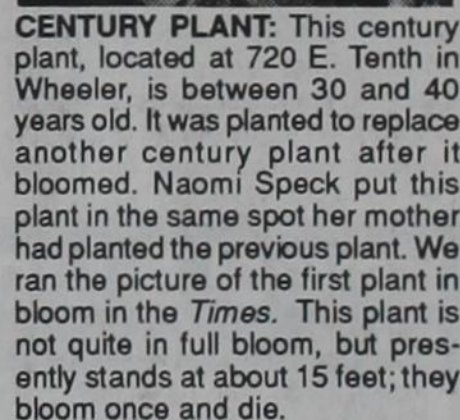 CENTURY PLANT: This century
plant, located at 720 E. Tenth in
Wheeler, is between 30 and 40
years old. It was planted to replace
another century plant after it
bloomed. Naomi Speck put this
plant in the same spot her mother
had planted the previous plant. We
ran the picture of the first plant in
bloom in the Times. This plant is
not quite in full bloom, but pres-
ently stands at about 15 feet; they
bloom once and die.